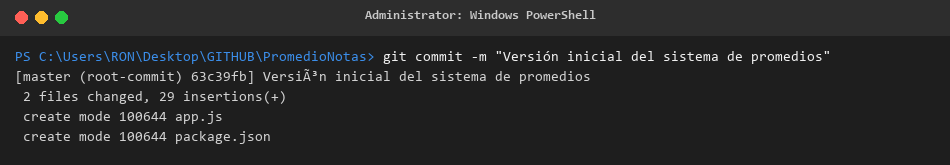 Administrator: Windows PowerShell
PS C:\Users\RON\Desktop\GITHUB\PromedioNotas> git commit -m "Versión inicial del sistema de promedios"
[master (root-commit) 63c39fb] VersiÃ³n inicial del sistema de promedios
 2 files changed, 29 insertions(+)
 create mode 100644 app.js
 create mode 100644 package.json